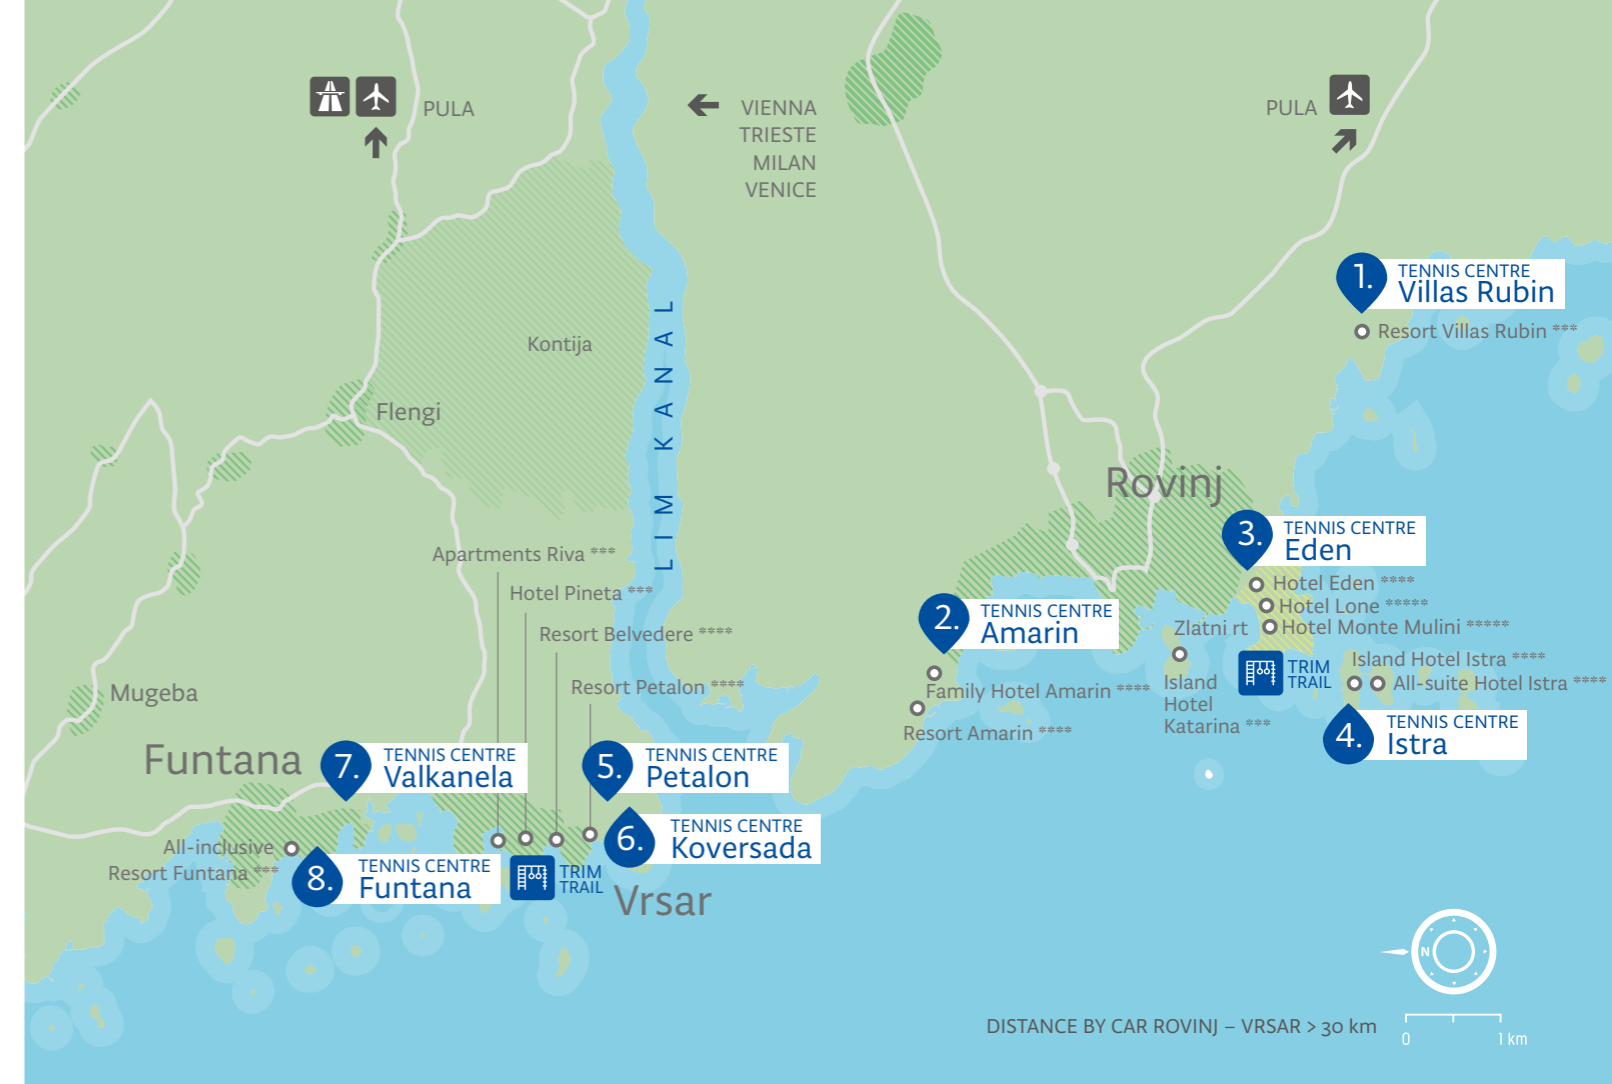 PULA
VIENNA
TRIESTE
MILAN
VENICE
PULA
1.
TENNIS CENTRE
Villas Rubin
Resort Villas Rubin ***
Kontija
LIM KANAL
Flengi
Rovinj
3.
TENNIS CENTRE
Eden
Hotel Eden ****
Hotel Lone *****
Hotel Monte Mulini *****
Zlatni rt
TRIM
TRAIL
Island Hotel Istra ****
All-suite Hotel Istra ****
4.
TENNIS CENTRE
Istra
Island
Hotel
Katarina ***
2.
TENNIS CENTRE
Amarin
Family Hotel Amarin ****
Resort Amarin ****
Apartments Riva ***
Hotel Pineta ***
Resort Belvedere ****
Resort Petalon ****
Mugeba
Funtana
7.
TENNIS CENTRE
Valkanela
5.
TENNIS CENTRE
Petalon
6.
TENNIS CENTRE
Koversada
All-inclusive
Resort Funtana ***
8.
TENNIS CENTRE
Funtana
TRIM
TRAIL
Vrsar
N
DISTANCE BY CAR ROVINJ – VRSAR > 30 km
0 1 km